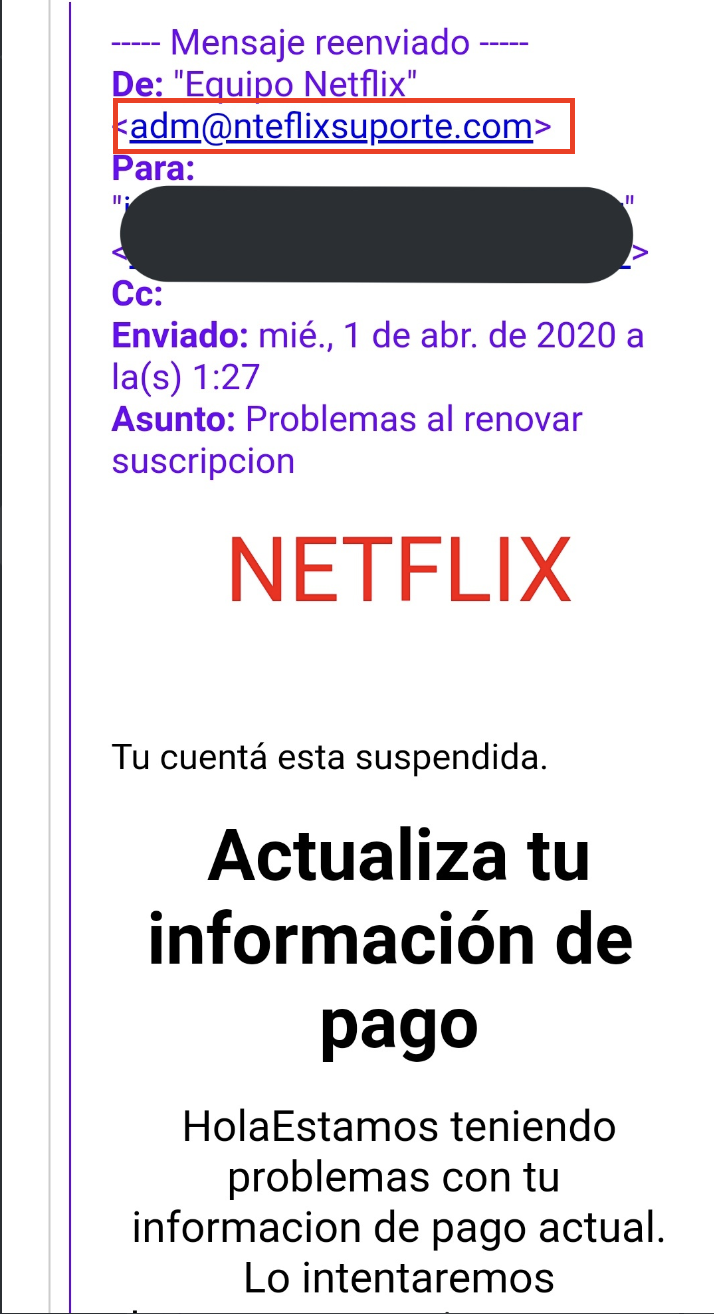 ----- Mensaje reenviado -----
De: "Equipo Netflix"
<adm@nteflixsuporte.com>
Para:
Cc:
Enviado: mié., 1 de abr. de 2020 a
la(s) 1:27
Asunto: Problemas al renovar
suscripcion
NETFLIX
Tu cuentá esta suspendida.
Actualiza tu
información de
pago
HolaEstamos teniendo
problemas con tu
informacion de pago actual.
Lo intentaremos